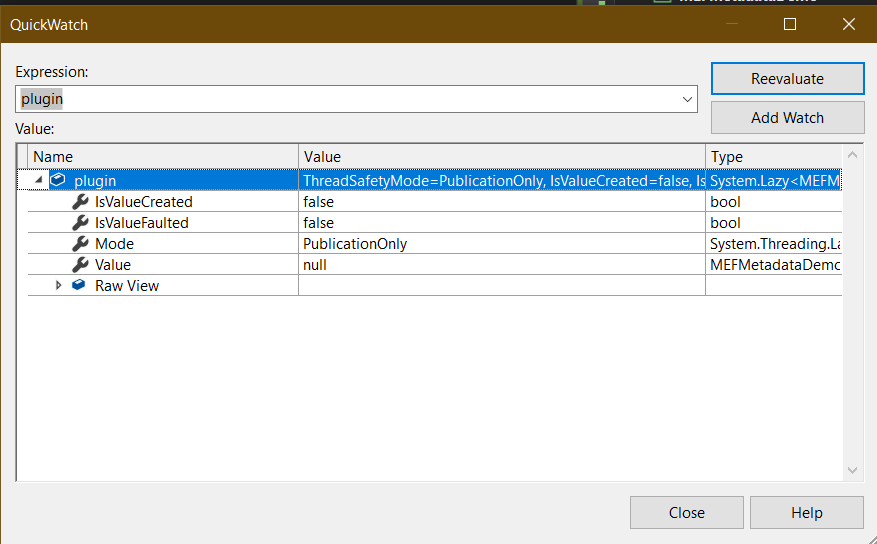 QuickWatch
Expression:
Reevaluate
plugin
Add Watch
Value:
Name Value Type
plugin ThreadSafetyMode=PublicationOnly, IsValueCreated=false, Is System.Lazy<MEFM
IsValueCreated false bool
IsValueFaulted false bool
Mode PublicationOnly System.Threading.La
Value null MEFMetadataDemo
Raw View
Close Help